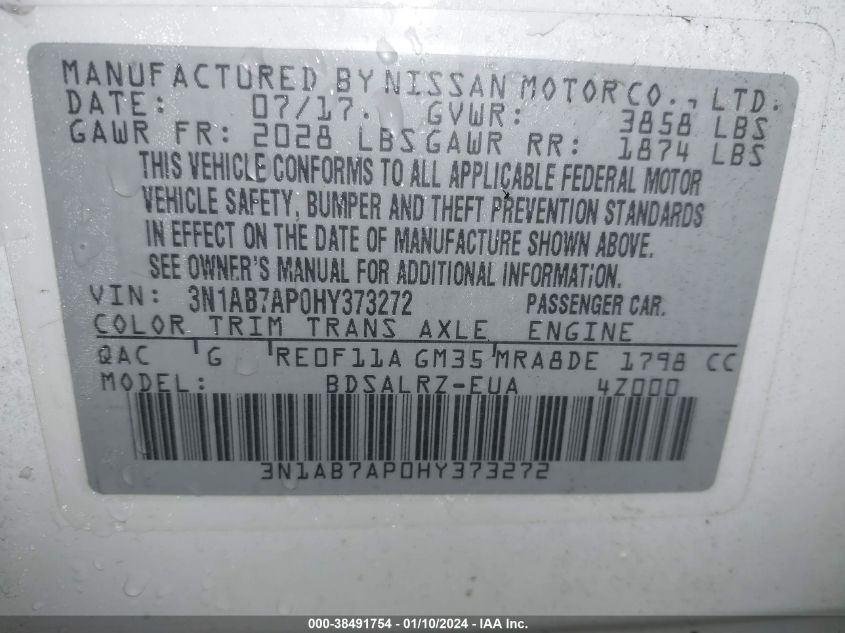 MANUFACTURED BY NISSAN MOTOR CO., LTD.
DATE: 07/17. GVWR: 3858 LBS
GAWR FR: 2028 LBS GAWR RR: 1874 LBS
THIS VEHICLE CONFORMS TO ALL APPLICABLE FEDERAL MOTOR
VEHICLE SAFETY, BUMPER AND THEFT PREVENTION STANDARDS
IN EFFECT ON THE DATE OF MANUFACTURE SHOWN ABOVE.
SEE OWNER'S MANUAL FOR ADDITIONAL INFORMATION.
VIN: 3N1AB7AP0HY373272 PASSENGER CAR.
COLOR TRIM TRANS AXLE ENGINE
QAC G RE0F11A GM35 MRA8DE 1798 CC
MODEL: BDSALRZ-EUA 4Z000
3N1AB7AP0HY373272
000-38491754 - 01/10/2024 - IAA Inc.